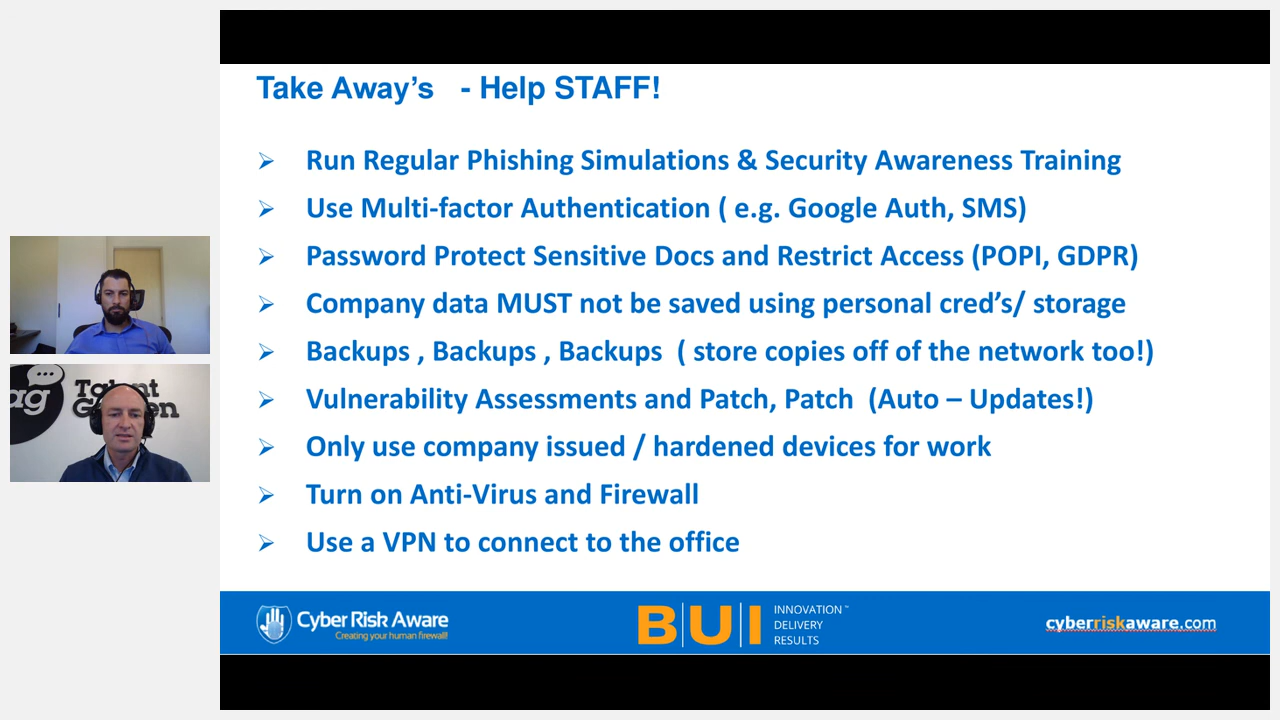 Take Away's - Help STAFF!
Run Regular Phishing Simulations & Security Awareness Training
Use Multi-factor Authentication ( e.g. Google Auth, SMS)
Password Protect Sensitive Docs and Restrict Access (POPI, GDPR)
Company data MUST not be saved using personal cred's/ storage
Backups , Backups , Backups ( store copies off of the network too!)
Vulnerability Assessments and Patch, Patch (Auto – Updates!)
Only use company issued / hardened devices for work
Turn on Anti-Virus and Firewall
Use a VPN to connect to the office
Cyber Risk Aware
Creating your human firewall!
BUI
INNOVATION™
DELIVERY
RESULTS
cyberriskaware.com
ag
Talent